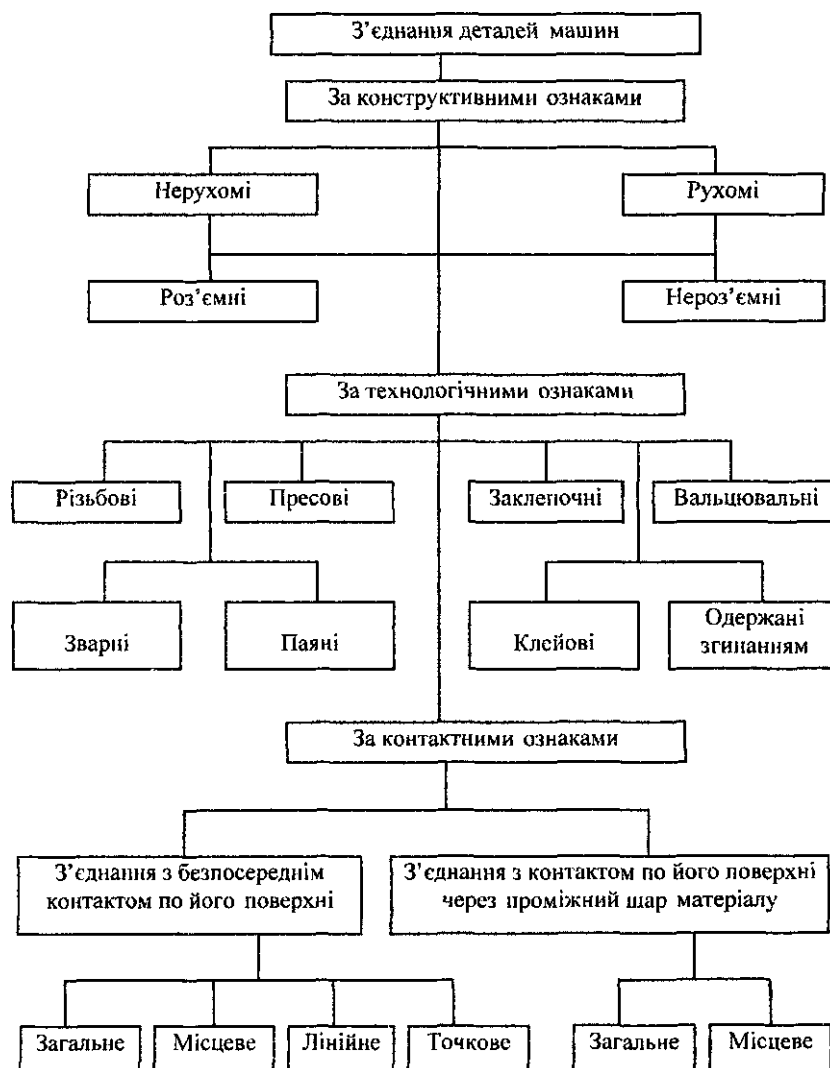 З’єднання деталей машин
За конструктивними ознаками
Нерухомі
Рухомі
Роз’ємні
Нероз’ємні
За технологічними ознаками
Різьбові
Пресові
Заклепочні
Вальцювальні
Зварні
Паяні
Клейові
Одержані
згинанням
За контактними ознаками
З’єднання з безпосереднім
контактом по його поверхні
З’єднання з контактом по його поверхні
через проміжний шар матеріалу
Загальне
Місцеве
Лінійне
Точкове
Загальне
Місцеве